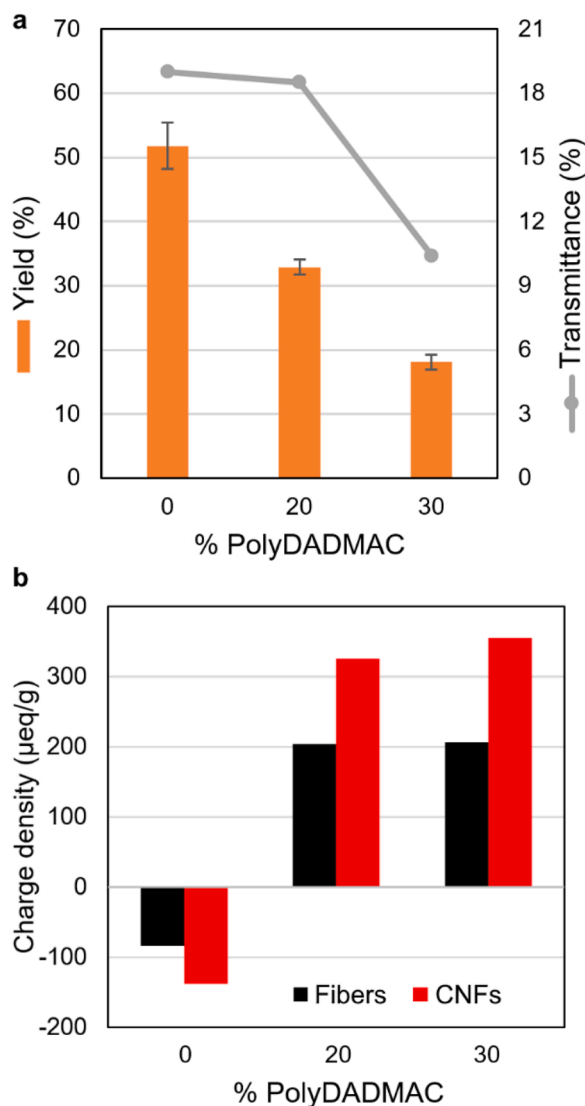 a
70
60
50
40
30
20
10
0
Yield (%)
21
18
15
12
9
6
3
0
Transmittance (%)
0 20 30
% PolyDADMAC
b
400
300
200
100
0
-100
-200
Charge density (µeq/g)
Fibers CNFs
0 20 30
% PolyDADMAC